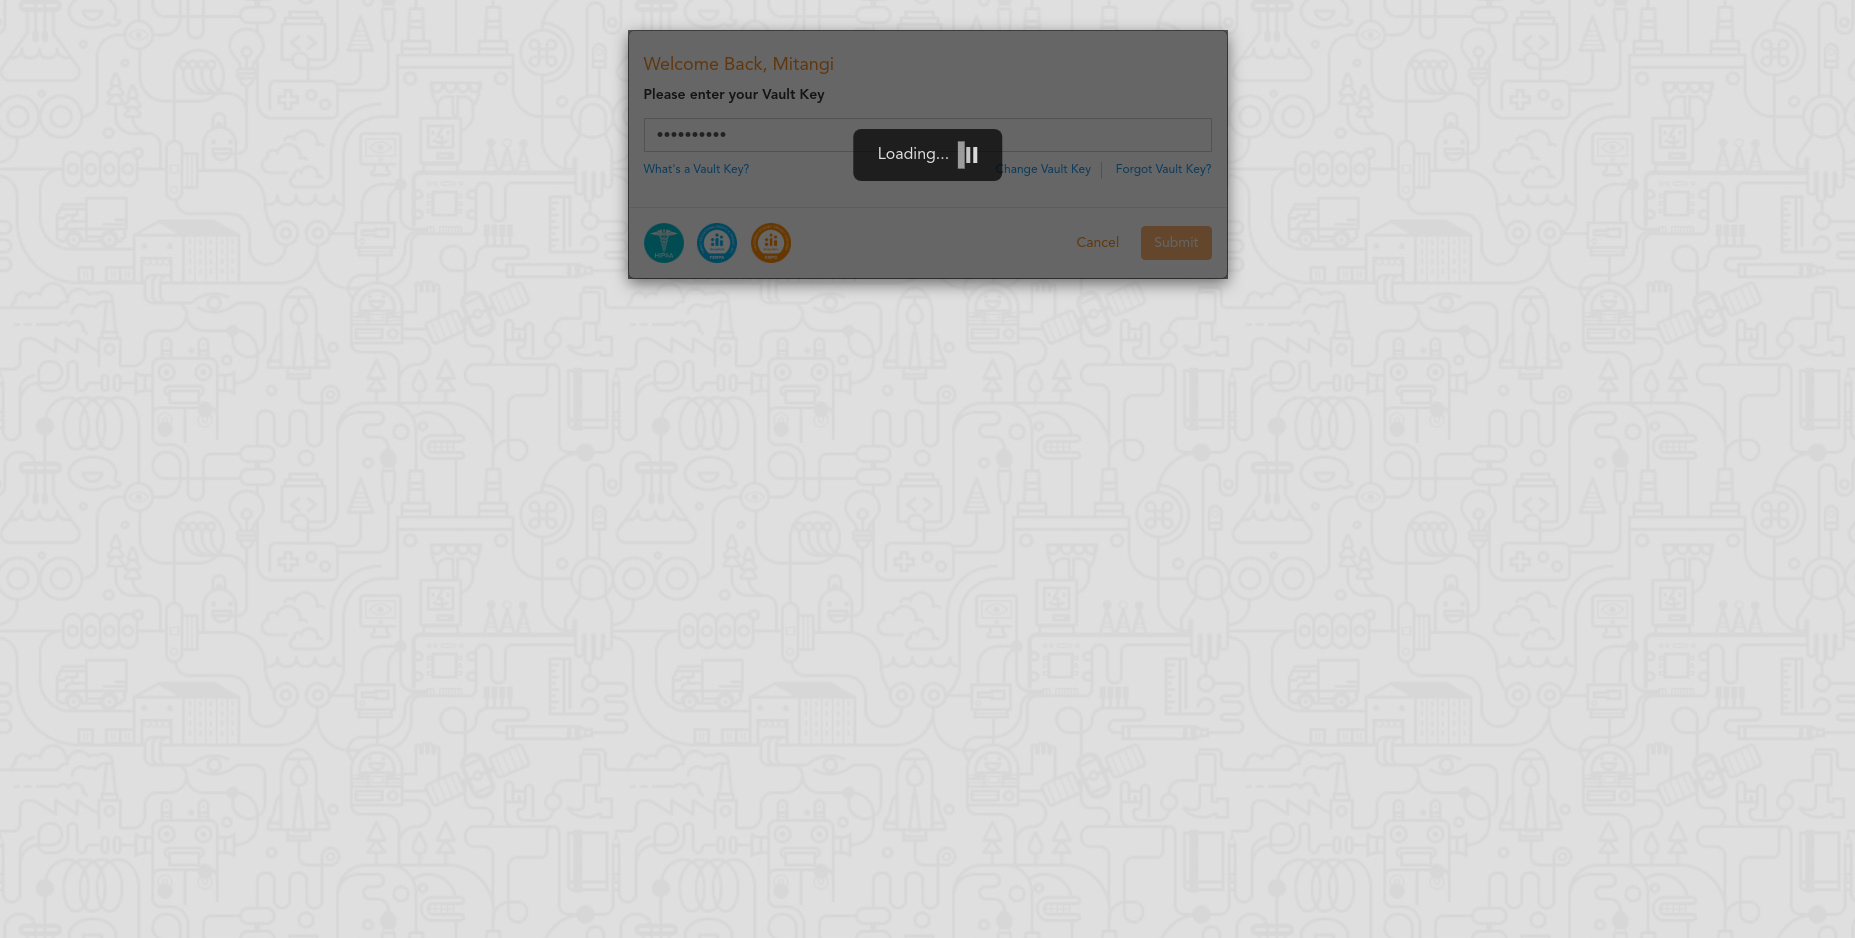 Welcome Back, Mitangi
Please enter your Vault Key
••••••••••
Loading...
What's a Vault Key?
Change Vault Key
Forgot Vault Key?
HIPAA
Cancel
Submit